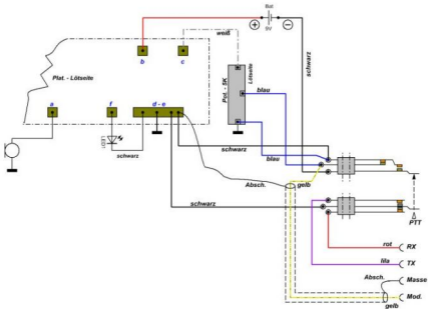 Bat
9V
+ −
weiß
b
c
schwarz
Plat. - Lötseite
Pot. - 5K
Lötseite
blau
a
f
d - e
LED1
schwarz
schwarz
blau
Absch.
gelb
schwarz
PTT
rot
RX
lila
TX
Absch.
Masse
Mod.
gelb